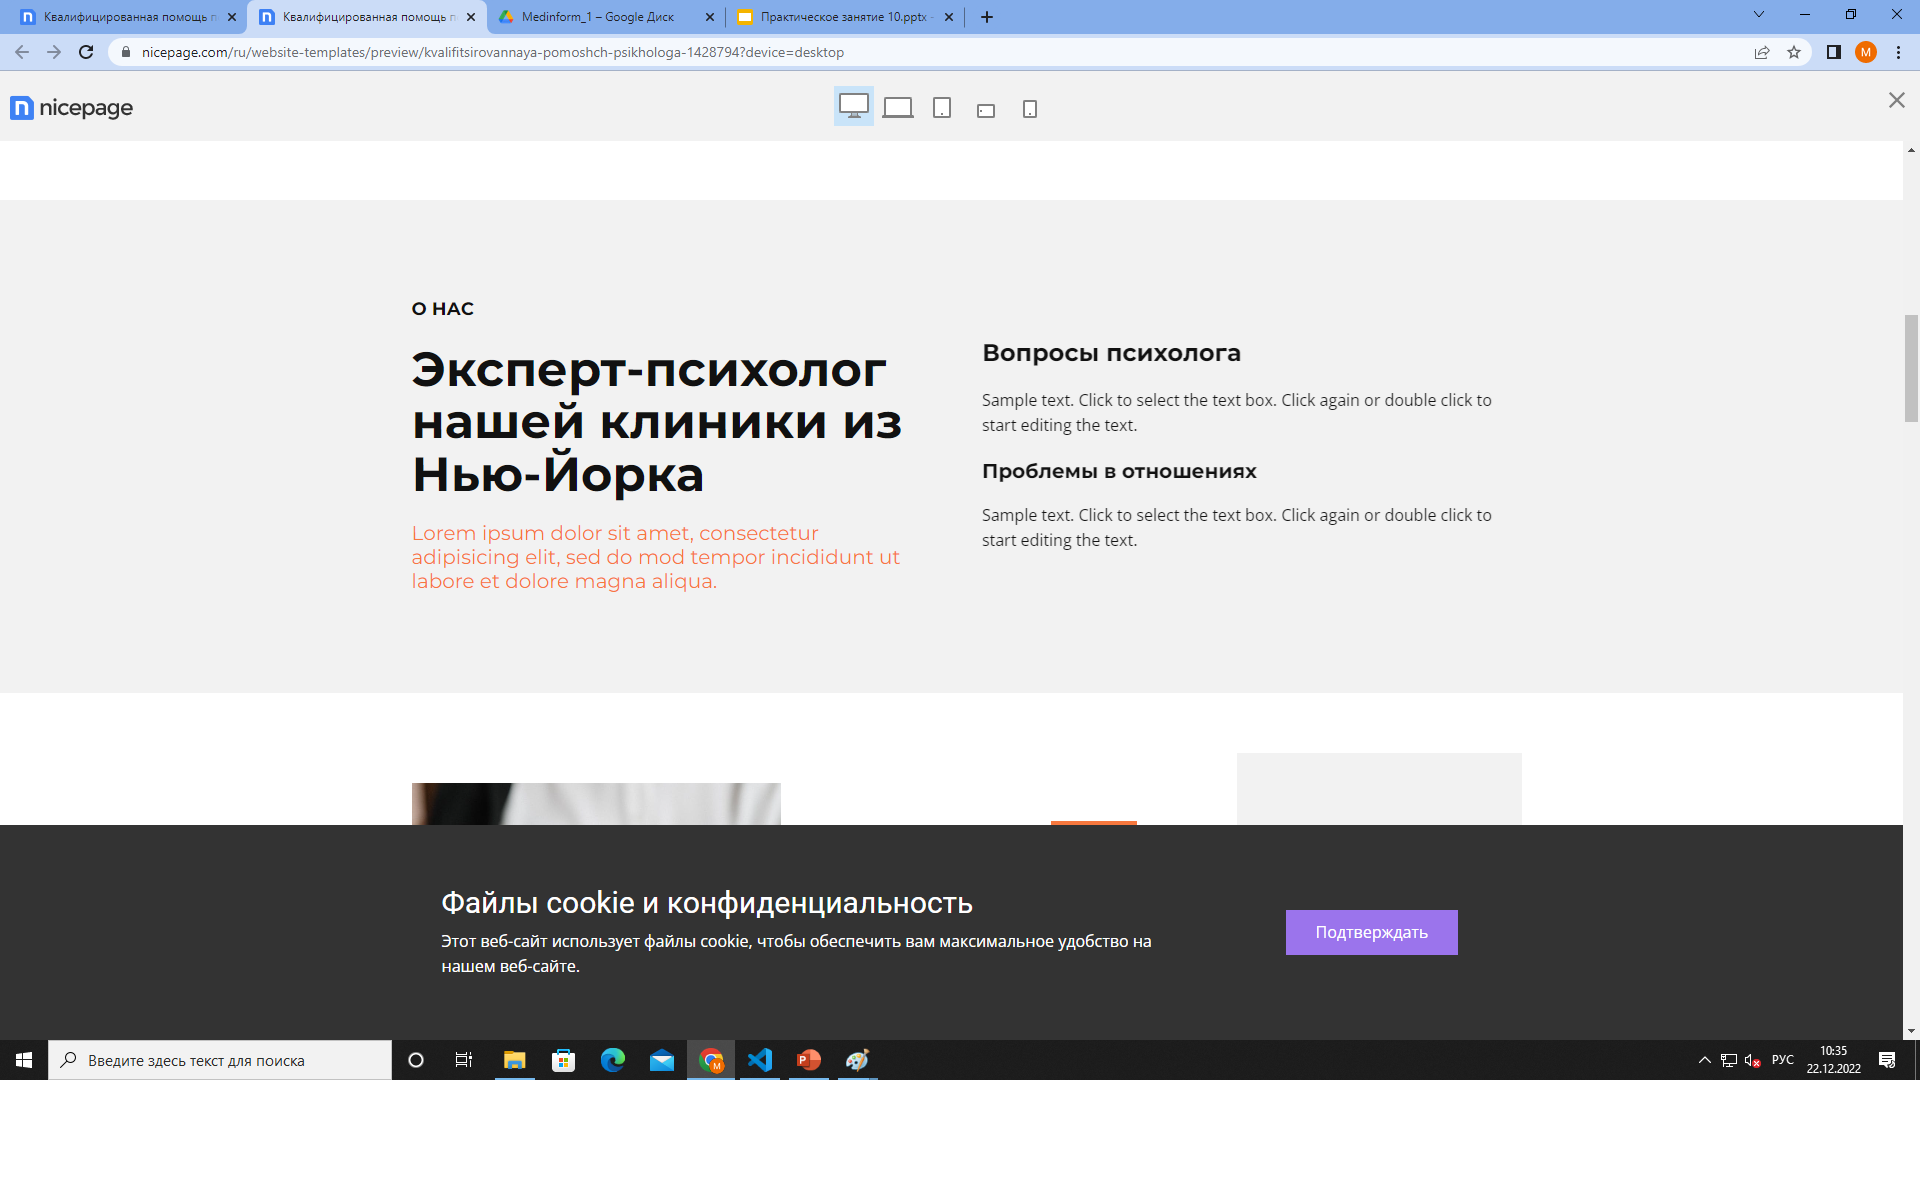 Квалифицированная помощь п
Квалифицированная помощь п
Medinform_1 – Google Диск
Практическое занятие 10.pptx -
nicepage.com/ru/website-templates/preview/kvalifitsirovannaya-pomoshch-psikhologa-1428794?device=desktop
M
n nicepage
О НАС
Эксперт-психолог
нашей клиники из
Нью-Йорка
Lorem ipsum dolor sit amet, consectetur
adipisicing elit, sed do mod tempor incididunt ut
labore et dolore magna aliqua.
Вопросы психолога
Sample text. Click to select the text box. Click again or double click to
start editing the text.
Проблемы в отношениях
Sample text. Click to select the text box. Click again or double click to
start editing the text.
Файлы cookie и конфиденциальность
Этот веб-сайт использует файлы cookie, чтобы обеспечить вам максимальное удобство на
нашем веб-сайте.
Подтверждать
Введите здесь текст для поиска
M
P
РУС
10:35
22.12.2022